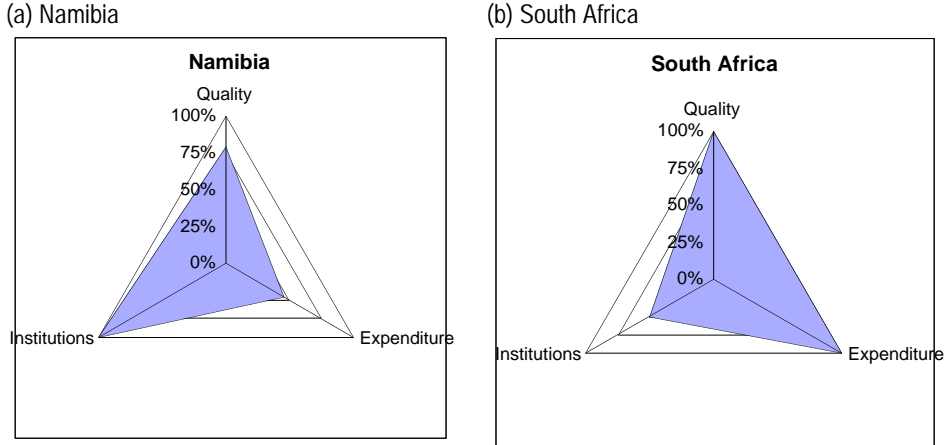 (a) Namibia
Namibia
Quality
100%
75%
50%
25%
0%
Institutions
Expenditure
(b) South Africa
South Africa
Quality
100%
75%
50%
25%
0%
Institutions
Expenditure